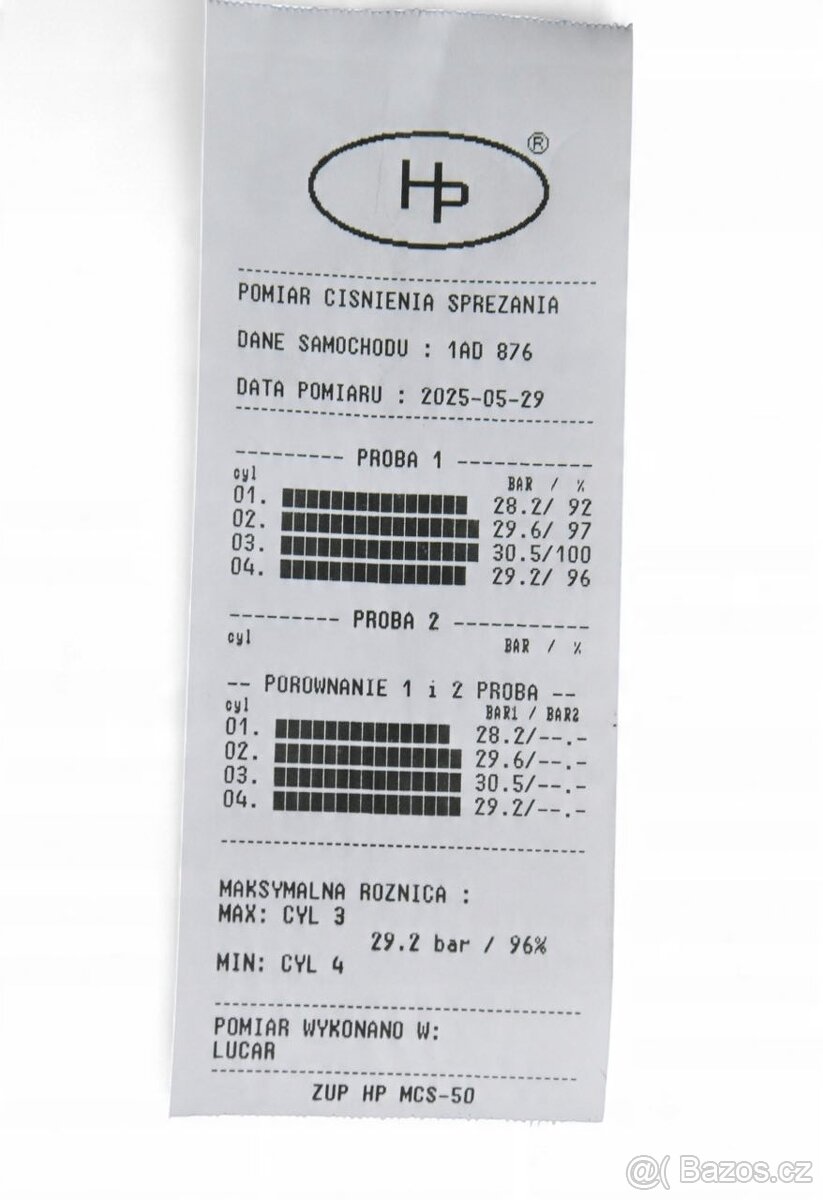 HP ®
POMIAR CISNIENIA SPREZANIA
DANE SAMOCHODU : 1AD 876
DATA POMIARU : 2025-05-29
--------- PROBA 1 -----------
cyl BAR / %
01. 28.2/ 92
02. 29.6/ 97
03. 30.5/100
04. 29.2/ 96
--------- PROBA 2 -----------
cyl BAR / %
-- POROWNANIE 1 i 2 PROBA --
cyl BAR1 / BAR2
01. 28.2/--.-
02. 29.6/--.-
03. 30.5/--.-
04. 29.2/--.-
MAKSYMALNA ROZNICA :
MAX: CYL 3
29.2 bar / 96%
MIN: CYL 4
POMIAR WYKONANO W:
LUCAR
ZUP HP MCS-50
@( Bazos.cz